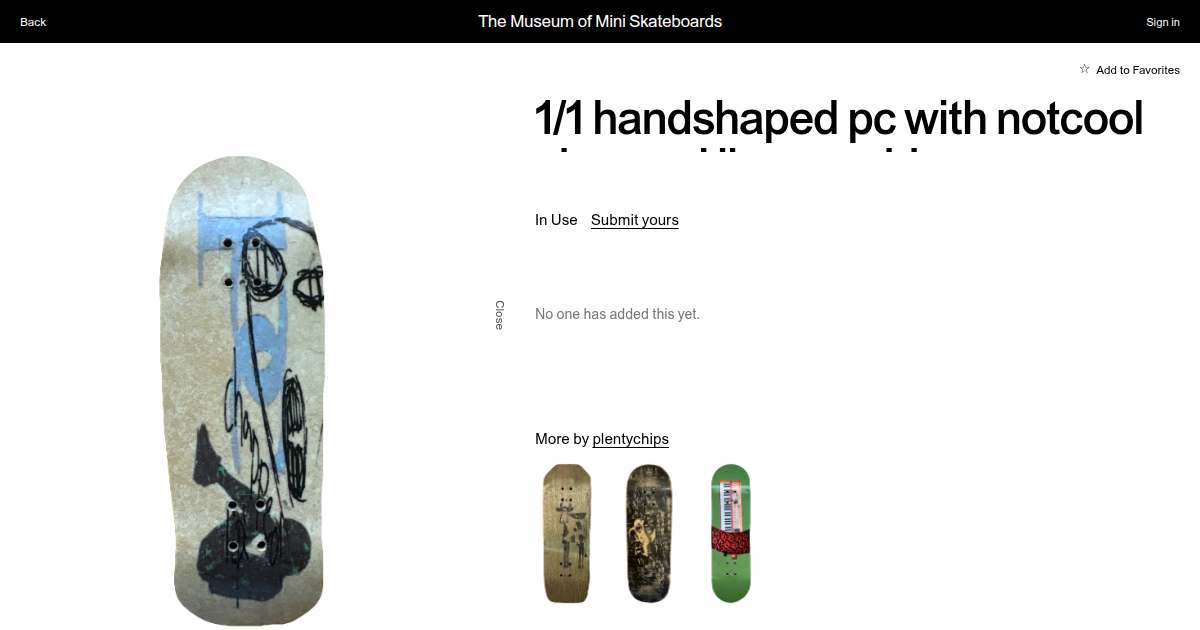 Back
The Museum of Mini Skateboards
Sign in
☆ Add to Favorites
1/1 handshaped pc with notcool
In Use Submit yours
Close
No one has added this yet.
More by plentychips